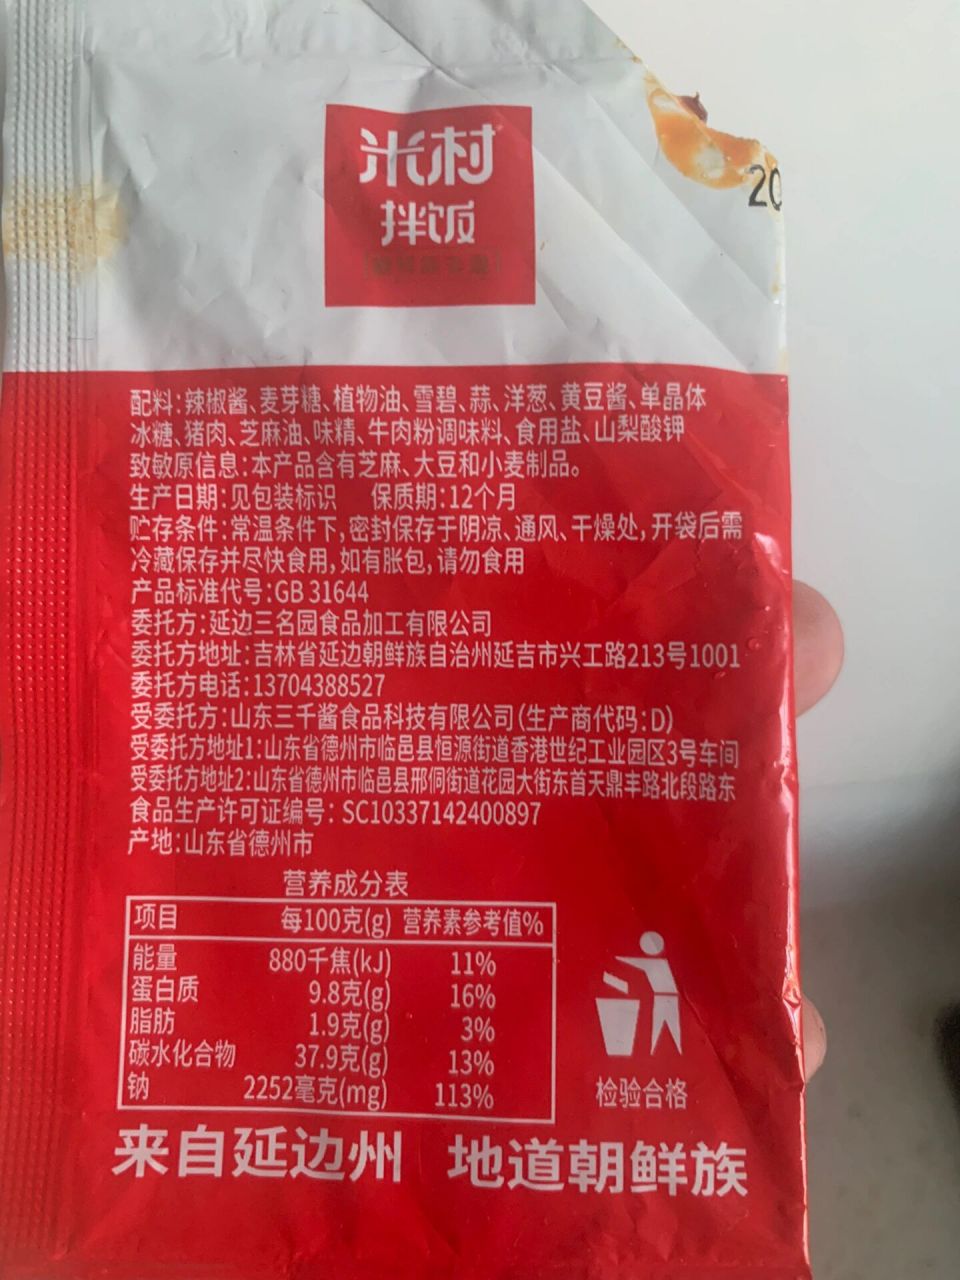 米村
拌饭
20
配料:辣椒酱、麦芽糖、植物油、雪碧、蒜、洋葱、黄豆酱、单晶体
冰糖、猪肉、芝麻油、味精、牛肉粉调味料、食用盐、山梨酸钾
致敏原信息:本产品含有芝麻、大豆和小麦制品。
生产日期:见包装标识 保质期:12个月
贮存条件:常温条件下,密封保存于阴凉、通风、干燥处,开袋后需
冷藏保存并尽快食用,如有胀包,请勿食用
产品标准代号:GB 31644
委托方:延边三名园食品加工有限公司
委托方地址:吉林省延边朝鲜族自治州延吉市兴工路213号1001
委托方电话:13704388527
受委托方:山东三千酱食品科技有限公司(生产商代码:D)
受委托方地址1:山东省德州市临邑县恒源街道香港世纪工业园区3号车间
受委托方地址2:山东省德州市临邑县邢侗街道花园大街东首天鼎丰路北段路东
食品生产许可证编号: SC10337142400897
产地:山东省德州市
营养成分表
项目 每100克(g) 营养素参考值%
能量 880千焦(kJ) 11%
蛋白质 9.8克(g) 16%
脂肪 1.9克(g) 3%
碳水化合物 37.9克(g) 13%
钠 2252毫克(mg) 113%
检验合格
来自延边州 地道朝鲜族